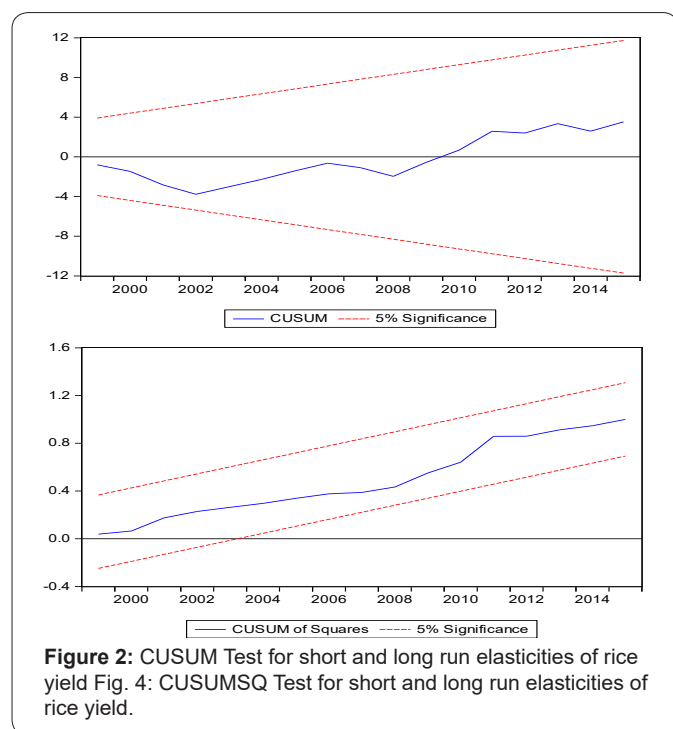 12
8
4
0
-4
-8
-12
2000 2002 2004 2006 2008 2010 2012 2014
CUSUM 5% Significance
1.6
1.2
0.8
0.4
0.0
-0.4
2000 2002 2004 2006 2008 2010 2012 2014
CUSUM of Squares 5% Significance
Figure 2: CUSUM Test for short and long run elasticities of rice
yield Fig. 4: CUSUMSQ Test for short and long run elasticities of
rice yield.